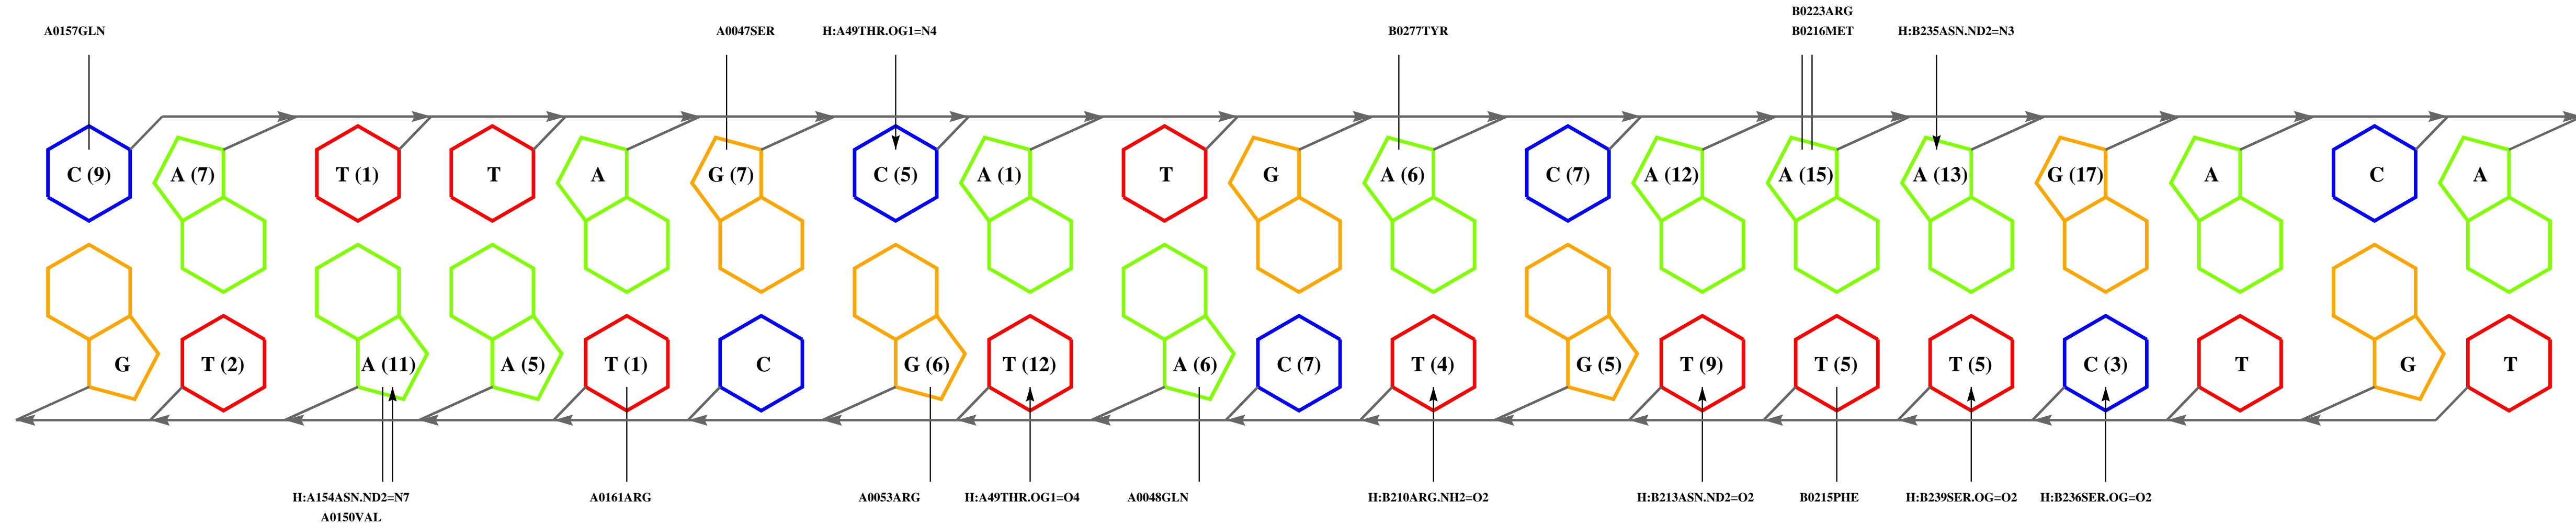 B0223ARG
A0157GLN A0047SER H:A49THR.OG1=N4 B0277TYR B0216MET H:B235ASN.ND2=N3
C (9) A (7) T (1) T A G (7) C (5) A (1) T G A (6) C (7) A (12) A (15) A (13) G (17) A C A
G T (2) A (11) A (5) T (1) C G (6) T (12) A (6) C (7) T (4) G (5) T (9) T (5) T (5) C (3) T G T
H:A154ASN.ND2=N7 A0161ARG A0053ARG H:A49THR.OG1=O4 A0048GLN H:B210ARG.NH2=O2 H:B213ASN.ND2=O2 B0215PHE H:B239SER.OG=O2 H:B236SER.OG=O2
A0150VAL